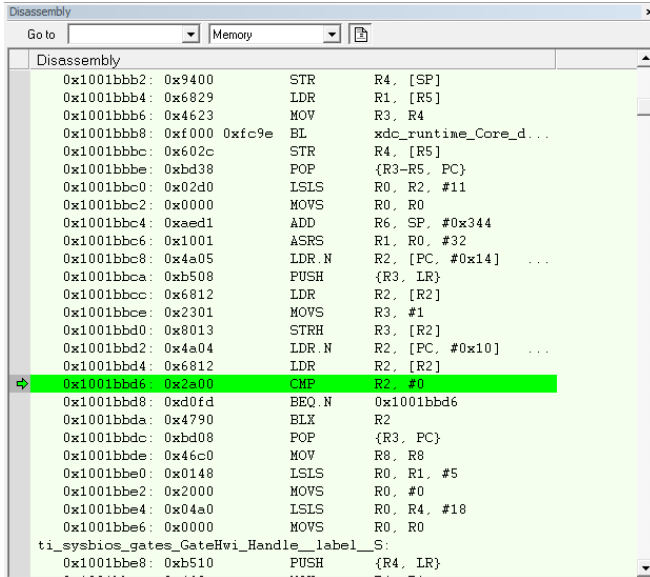 Disassembly
Go to Memory
Disassembly
0x1001bbb2: 0x9400 STR R4, [SP]
0x1001bbb4: 0x6829 LDR R1, [R5]
0x1001bbb6: 0x4623 MOV R3, R4
0x1001bbb8: 0xf000 0xfc9e BL xdc_runtime_Core_d...
0x1001bbbc: 0x602c STR R4, [R5]
0x1001bbbe: 0xbd38 POP {R3-R5, PC}
0x1001bbc0: 0x02d0 LSLS R0, R2, #11
0x1001bbc2: 0x0000 MOVS R0, R0
0x1001bbc4: 0xaed1 ADD R6, SP, #0x344
0x1001bbc6: 0x1001 ASRS R1, R0, #32
0x1001bbc8: 0x4a05 LDR.N R2, [PC, #0x14] ...
0x1001bbca: 0xb508 PUSH {R3, LR}
0x1001bbcc: 0x6812 LDR R2, [R2]
0x1001bbce: 0x2301 MOVS R3, #1
0x1001bbd0: 0x8013 STRH R3, [R2]
0x1001bbd2: 0x4a04 LDR.N R2, [PC, #0x10] ...
0x1001bbd4: 0x6812 LDR R2, [R2]
0x1001bbd6: 0x2a00 CMP R2, #0
0x1001bbd8: 0xd0fd BEQ.N 0x1001bbd6
0x1001bbda: 0x4790 BLX R2
0x1001bbdc: 0xbd08 POP {R3, PC}
0x1001bbde: 0x46c0 MOV R8, R8
0x1001bbe0: 0x0148 LSLS R0, R1, #5
0x1001bbe2: 0x2000 MOVS R0, #0
0x1001bbe4: 0x04a0 LSLS R0, R4, #18
0x1001bbe6: 0x0000 MOVS R0, R0
ti_sysbios_gates_GateHwi_Handle__label__S:
0x1001bbe8: 0xb510 PUSH {R4, LR}